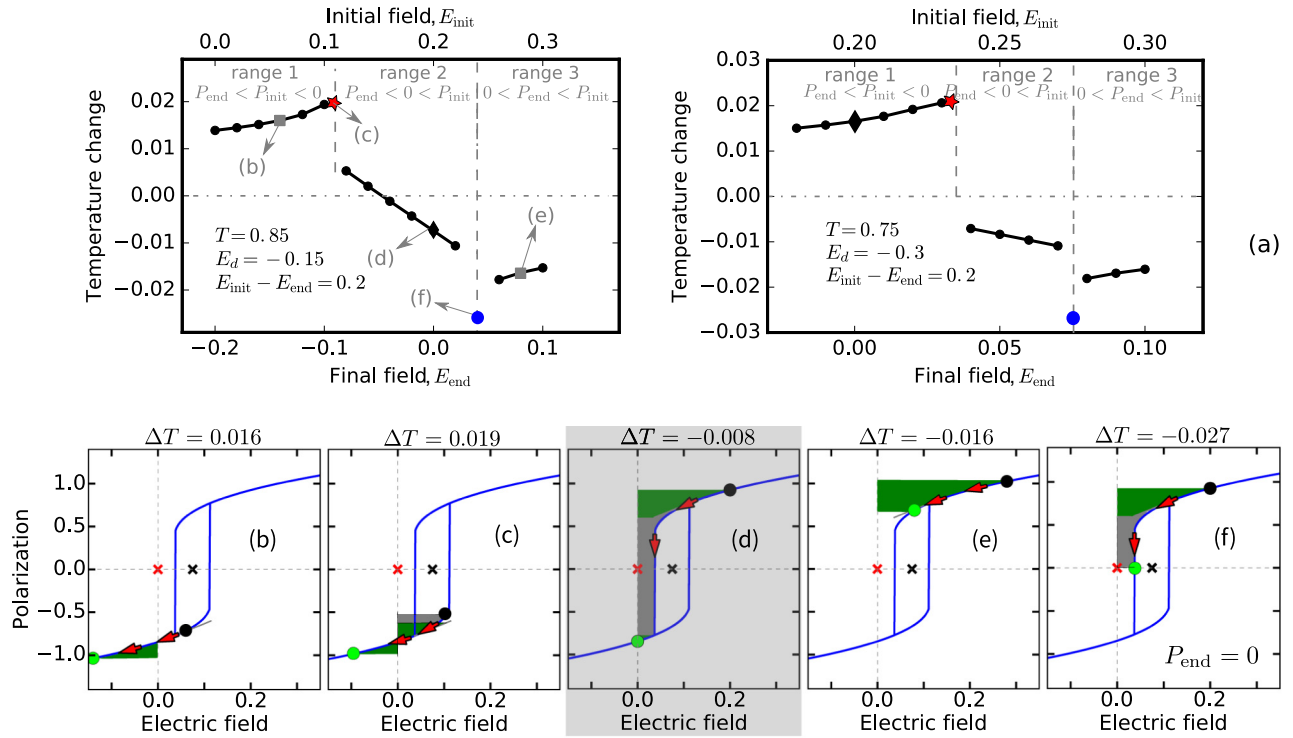 Initial field, E_init
0.0 0.1 0.2 0.3
range 1 range 2 range 3
P_end < P_init < 0 P_end < 0 < P_init 0 < P_end < P_init
Temperature change
0.02
0.01
0.00
−0.01
−0.02
(b)
(c)
(d)
(e)
(f)
T = 0.85
E_d = −0.15
E_init − E_end = 0.2
−0.2 −0.1 0.0 0.1
Final field, E_end
Initial field, E_init
0.20 0.25 0.30
range 1 range 2 range 3
P_end < P_init < 0 P_end < 0 < P_init 0 < P_end < P_init
Temperature change
0.03
0.02
0.01
0.00
−0.01
−0.02
−0.03
T = 0.75
E_d = −0.3
E_init − E_end = 0.2
0.00 0.05 0.10
Final field, E_end
(a)
ΔT = 0.016 ΔT = 0.019 ΔT = −0.008 ΔT = −0.016 ΔT = −0.027
Polarization
1.0
0.5
0.0
−0.5
−1.0
(b) (c) (d) (e) (f)
P_end = 0
0.0 0.2 0.0 0.2 0.0 0.2 0.0 0.2 0.0 0.2
Electric field Electric field Electric field Electric field Electric field